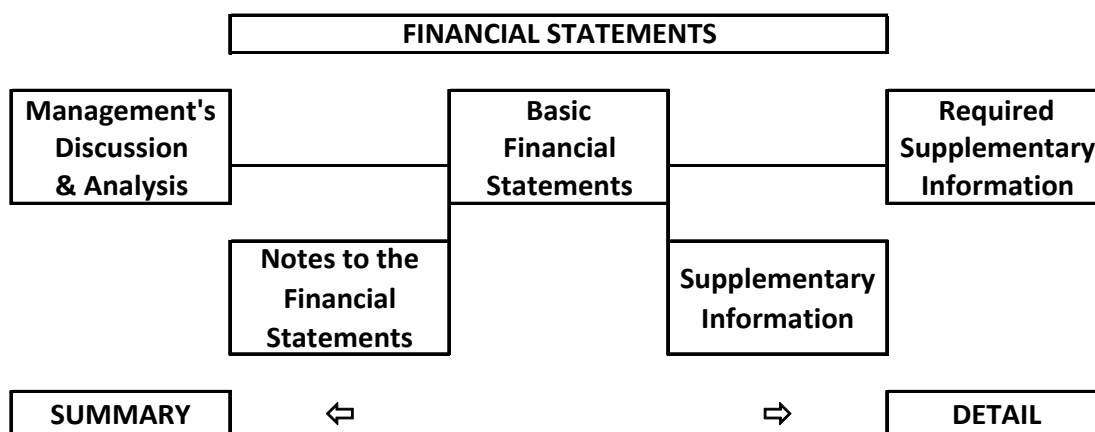 FINANCIAL STATEMENTS
Management's
Discussion
& Analysis
Basic
Financial
Statements
Required
Supplementary
Information
Notes to the
Financial
Statements
Supplementary
Information
SUMMARY
DETAIL